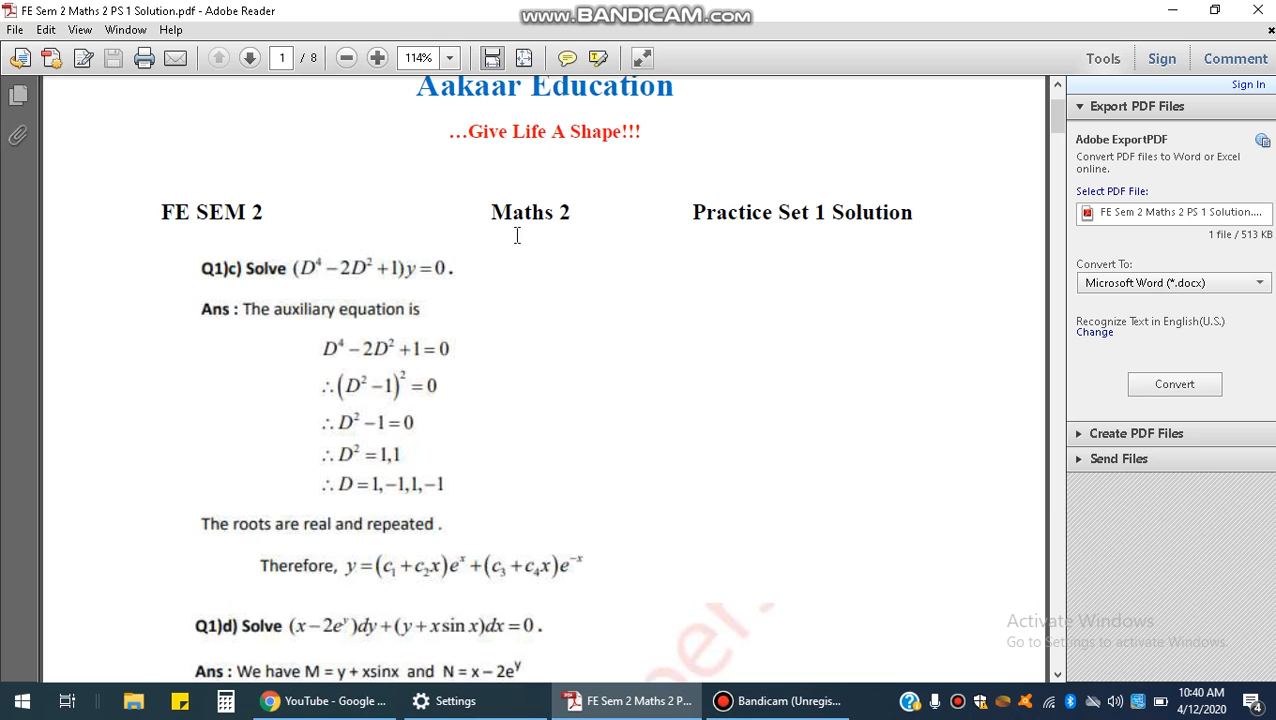 FE Sem 2 Maths 2 PS 1 Solution.pdf - Adobe Reader
www.BANDICAM.com
File Edit View Window Help
1 / 8 114% Tools Sign Comment
Sign In
Aakaar Education
…Give Life A Shape!!!
FE SEM 2 Maths 2 Practice Set 1 Solution
Q1)c) Solve (D⁴ − 2D² + 1)y = 0 .
Ans : The auxiliary equation is
D⁴ − 2D² + 1 = 0
∴ (D² − 1)² = 0
∴ D² − 1 = 0
∴ D² = 1,1
∴ D = 1,−1,1,−1
The roots are real and repeated .
Therefore, y = (c₁ + c₂x)eˣ + (c₃ + c₄x)e⁻ˣ
Q1)d) Solve (x − 2eʸ)dy + (y + x sin x)dx = 0 .
Ans : We have M = y + xsinx and N = x – 2eʸ
Export PDF Files
Adobe ExportPDF
Convert PDF files to Word or Excel
online.
Select PDF File:
FE Sem 2 Maths 2 PS 1 Solution....
1 file / 513 KB
Convert To:
Microsoft Word (*.docx)
Recognize Text in English(U.S.)
Change
Convert
Create PDF Files
Send Files
Activate Windows
Go to Settings to activate Windows.
YouTube - Google ... Settings FE Sem 2 Maths 2 P... Bandicam (Unregis...
10:40 AM
4/12/2020
4